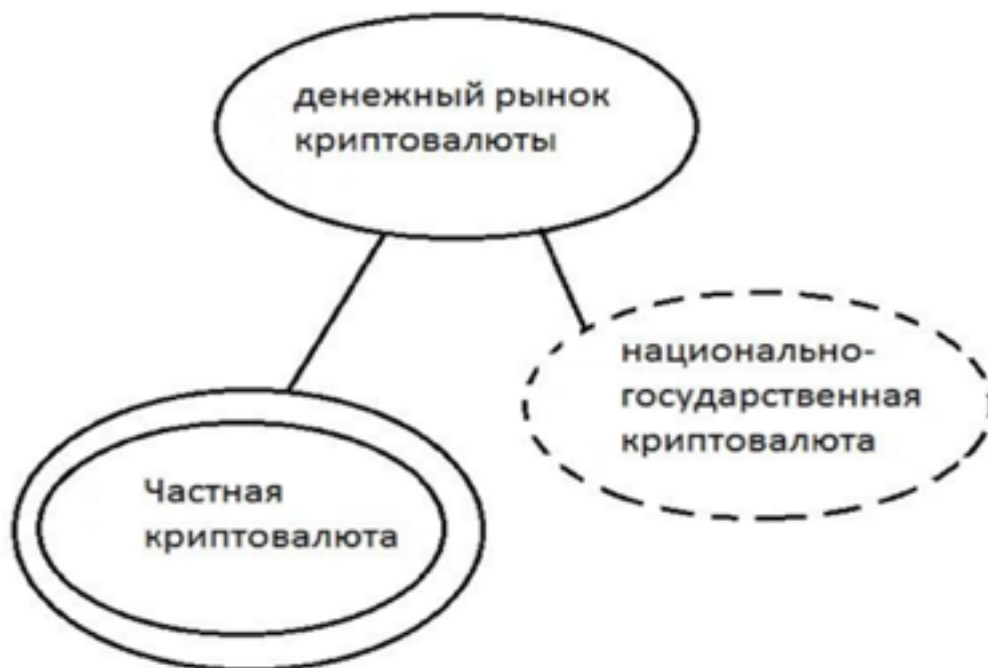 денежный рынок
криптовалюты
национально-
государственная
криптовалюта
Частная
криптовалюта